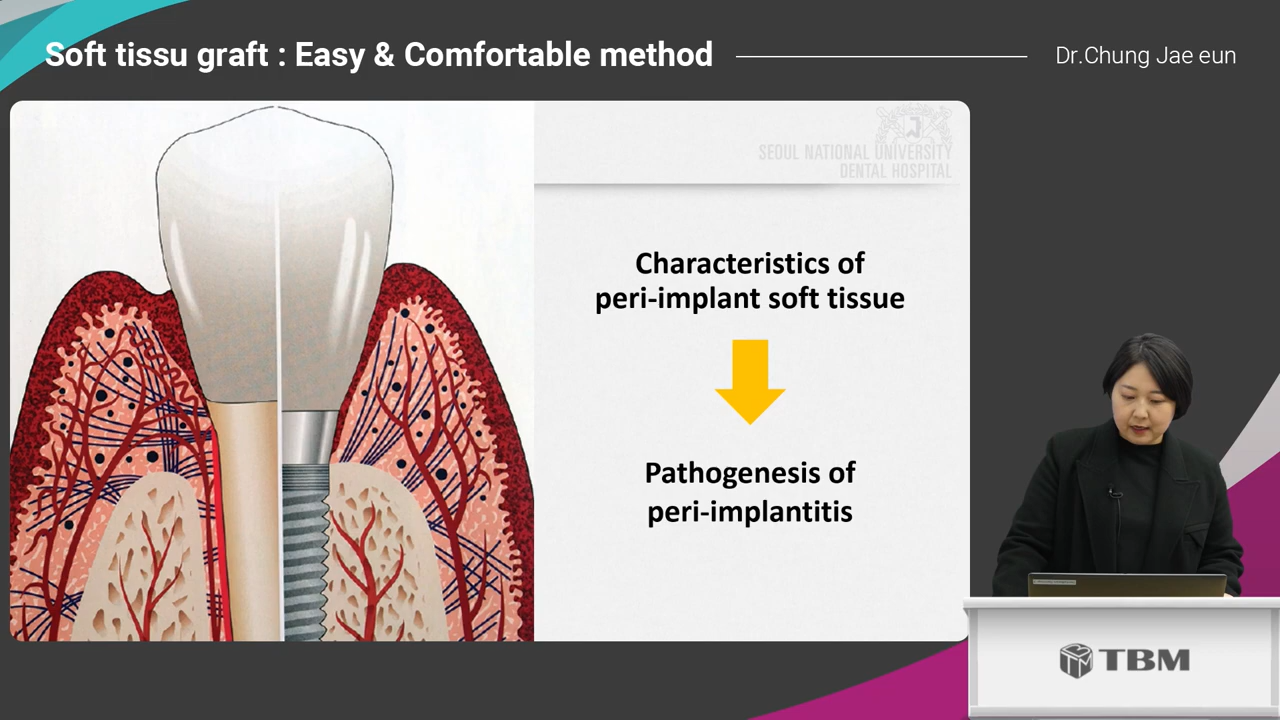 Soft tissu graft : Easy & Comfortable method
Dr.Chung Jae eun
SEOUL NATIONAL UNIVERSITY
DENTAL HOSPITAL
Characteristics of
peri-implant soft tissue
Pathogenesis of
peri-implantitis
TBM